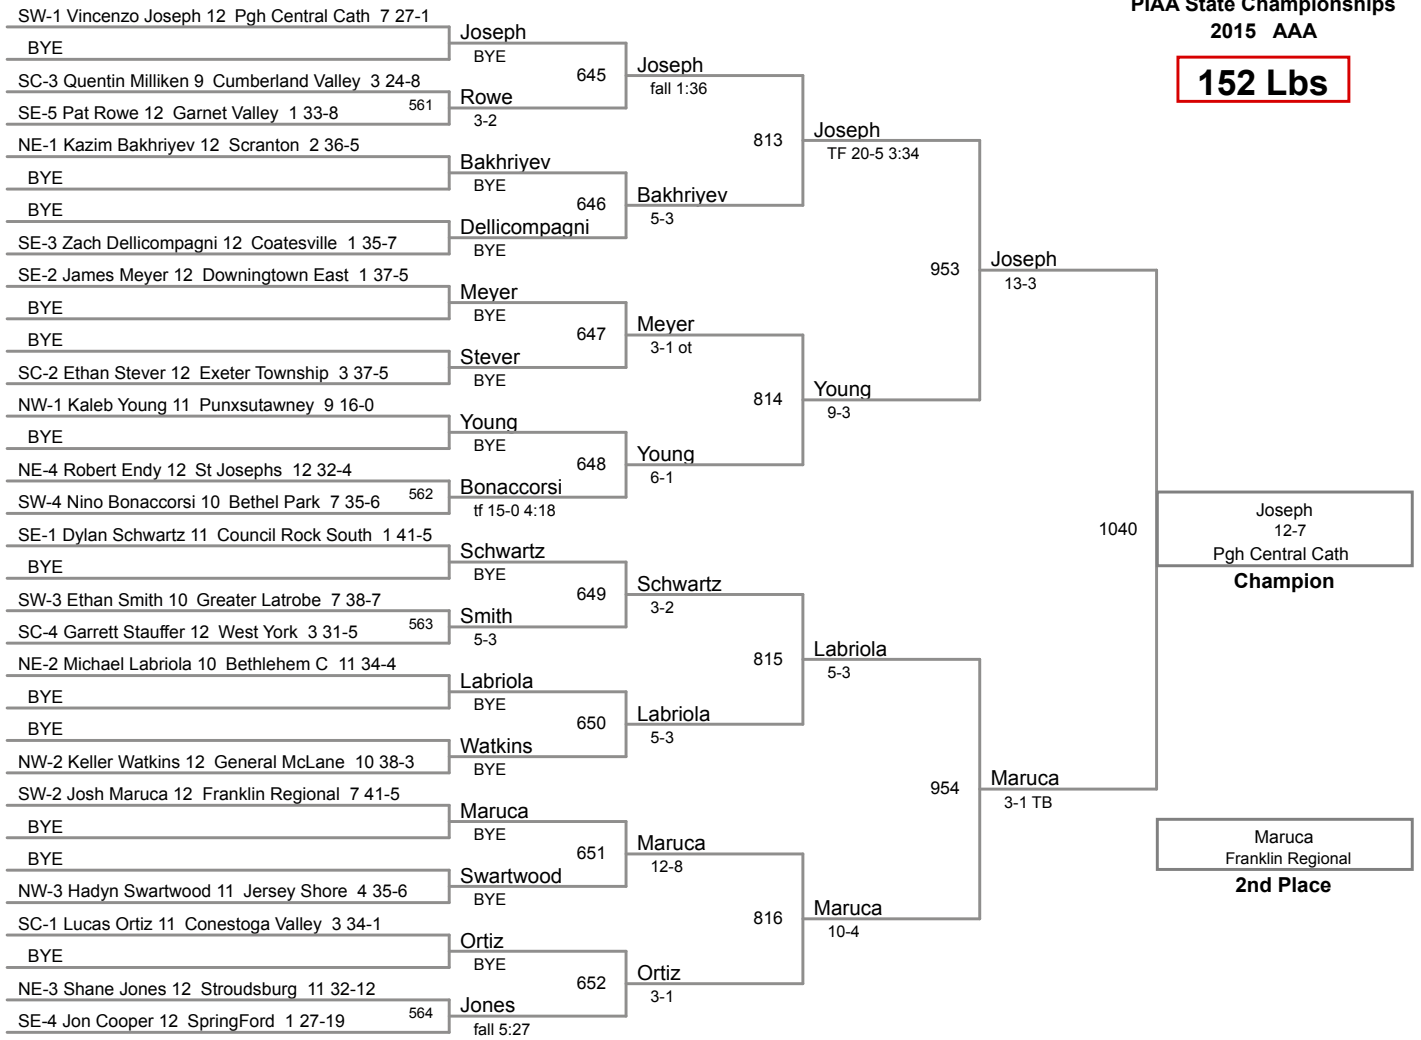 PIAA State Championships
2015 AAA
152 Lbs
SW-1 Vincenzo Joseph 12 Pgh Central Cath 7 27-1
BYE
SC-3 Quentin Milliken 9 Cumberland Valley 3 24-8
561
SE-5 Pat Rowe 12 Garnet Valley 1 33-8
NE-1 Kazim Bakhriyev 12 Scranton 2 36-5
BYE
BYE
SE-3 Zach Dellicompagni 12 Coatesville 1 35-7
SE-2 James Meyer 12 Downingtown East 1 37-5
BYE
BYE
SC-2 Ethan Stever 12 Exeter Township 3 37-5
NW-1 Kaleb Young 11 Punxsutawney 9 16-0
BYE
NE-4 Robert Endy 12 St Josephs 12 32-4
562
SW-4 Nino Bonaccorsi 10 Bethel Park 7 35-6
SE-1 Dylan Schwartz 11 Council Rock South 1 41-5
BYE
SW-3 Ethan Smith 10 Greater Latrobe 7 38-7
563
SC-4 Garrett Stauffer 12 West York 3 31-5
NE-2 Michael Labriola 10 Bethlehem C 11 34-4
BYE
BYE
NW-2 Keller Watkins 12 General McLane 10 38-3
SW-2 Josh Maruca 12 Franklin Regional 7 41-5
BYE
BYE
NW-3 Hadyn Swartwood 11 Jersey Shore 4 35-6
SC-1 Lucas Ortiz 11 Conestoga Valley 3 34-1
BYE
NE-3 Shane Jones 12 Stroudsburg 11 32-12
564
SE-4 Jon Cooper 12 SpringFord 1 27-19
Joseph
BYE
645
Rowe
3-2
Bakhriyev
BYE
646
Dellicompagni
BYE
Meyer
BYE
647
Stever
BYE
Young
BYE
648
Bonaccorsi
tf 15-0 4:18
Schwartz
BYE
649
Smith
5-3
Labriola
BYE
650
Watkins
BYE
Maruca
BYE
651
Swartwood
BYE
Ortiz
BYE
652
Jones
fall 5:27
Joseph
fall 1:36
813
Bakhriyev
5-3
Meyer
3-1 ot
814
Young
6-1
Schwartz
3-2
815
Labriola
5-3
Maruca
12-8
816
Ortiz
3-1
Joseph
TF 20-5 3:34
953
Young
9-3
Labriola
5-3
954
Maruca
10-4
Joseph
13-3
1040
Maruca
3-1 TB
Joseph
12-7
Pgh Central Cath
Champion
Maruca
Franklin Regional
2nd Place